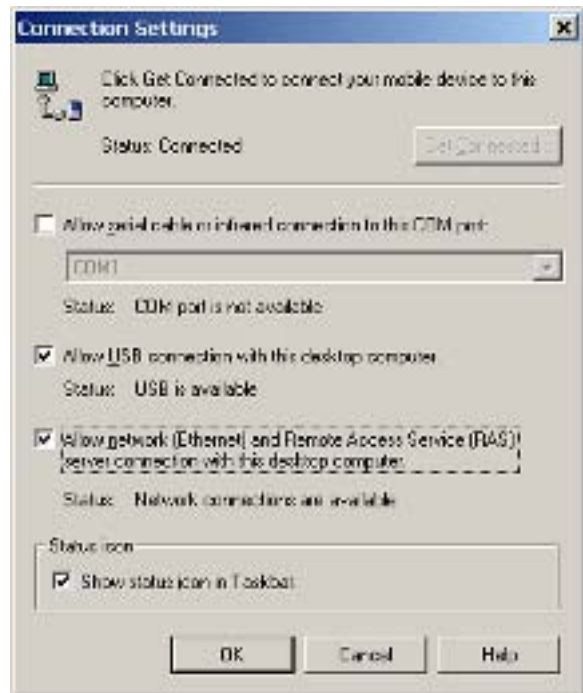 Connection Settings
Click Get Connected to connect your mobile device to this
computer.
Status: Connected
Get Connected...
Allow serial cable or infrared connection to this COM port:
COM1
Status: COM port is not available
Allow USB connection with this desktop computer.
Status: USB is available
Allow network (Ethernet) and Remote Access Service (RAS)
server connection with this desktop computer.
Status: Network connections are available
Status icon
Show status icon in Taskbar.
OK Cancel Help